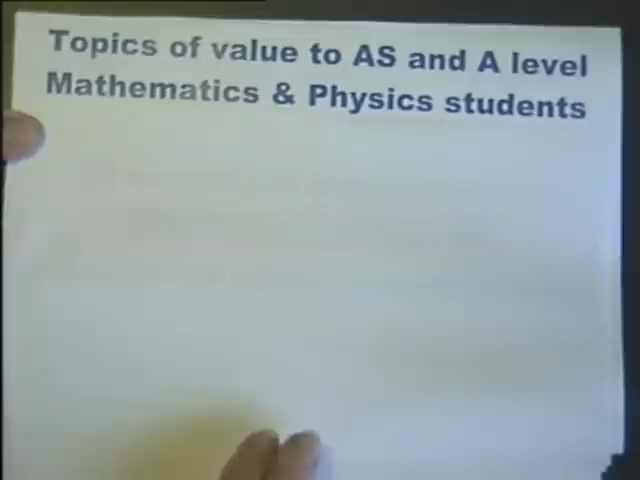 Topics of value to AS and A level
Mathematics & Physics students